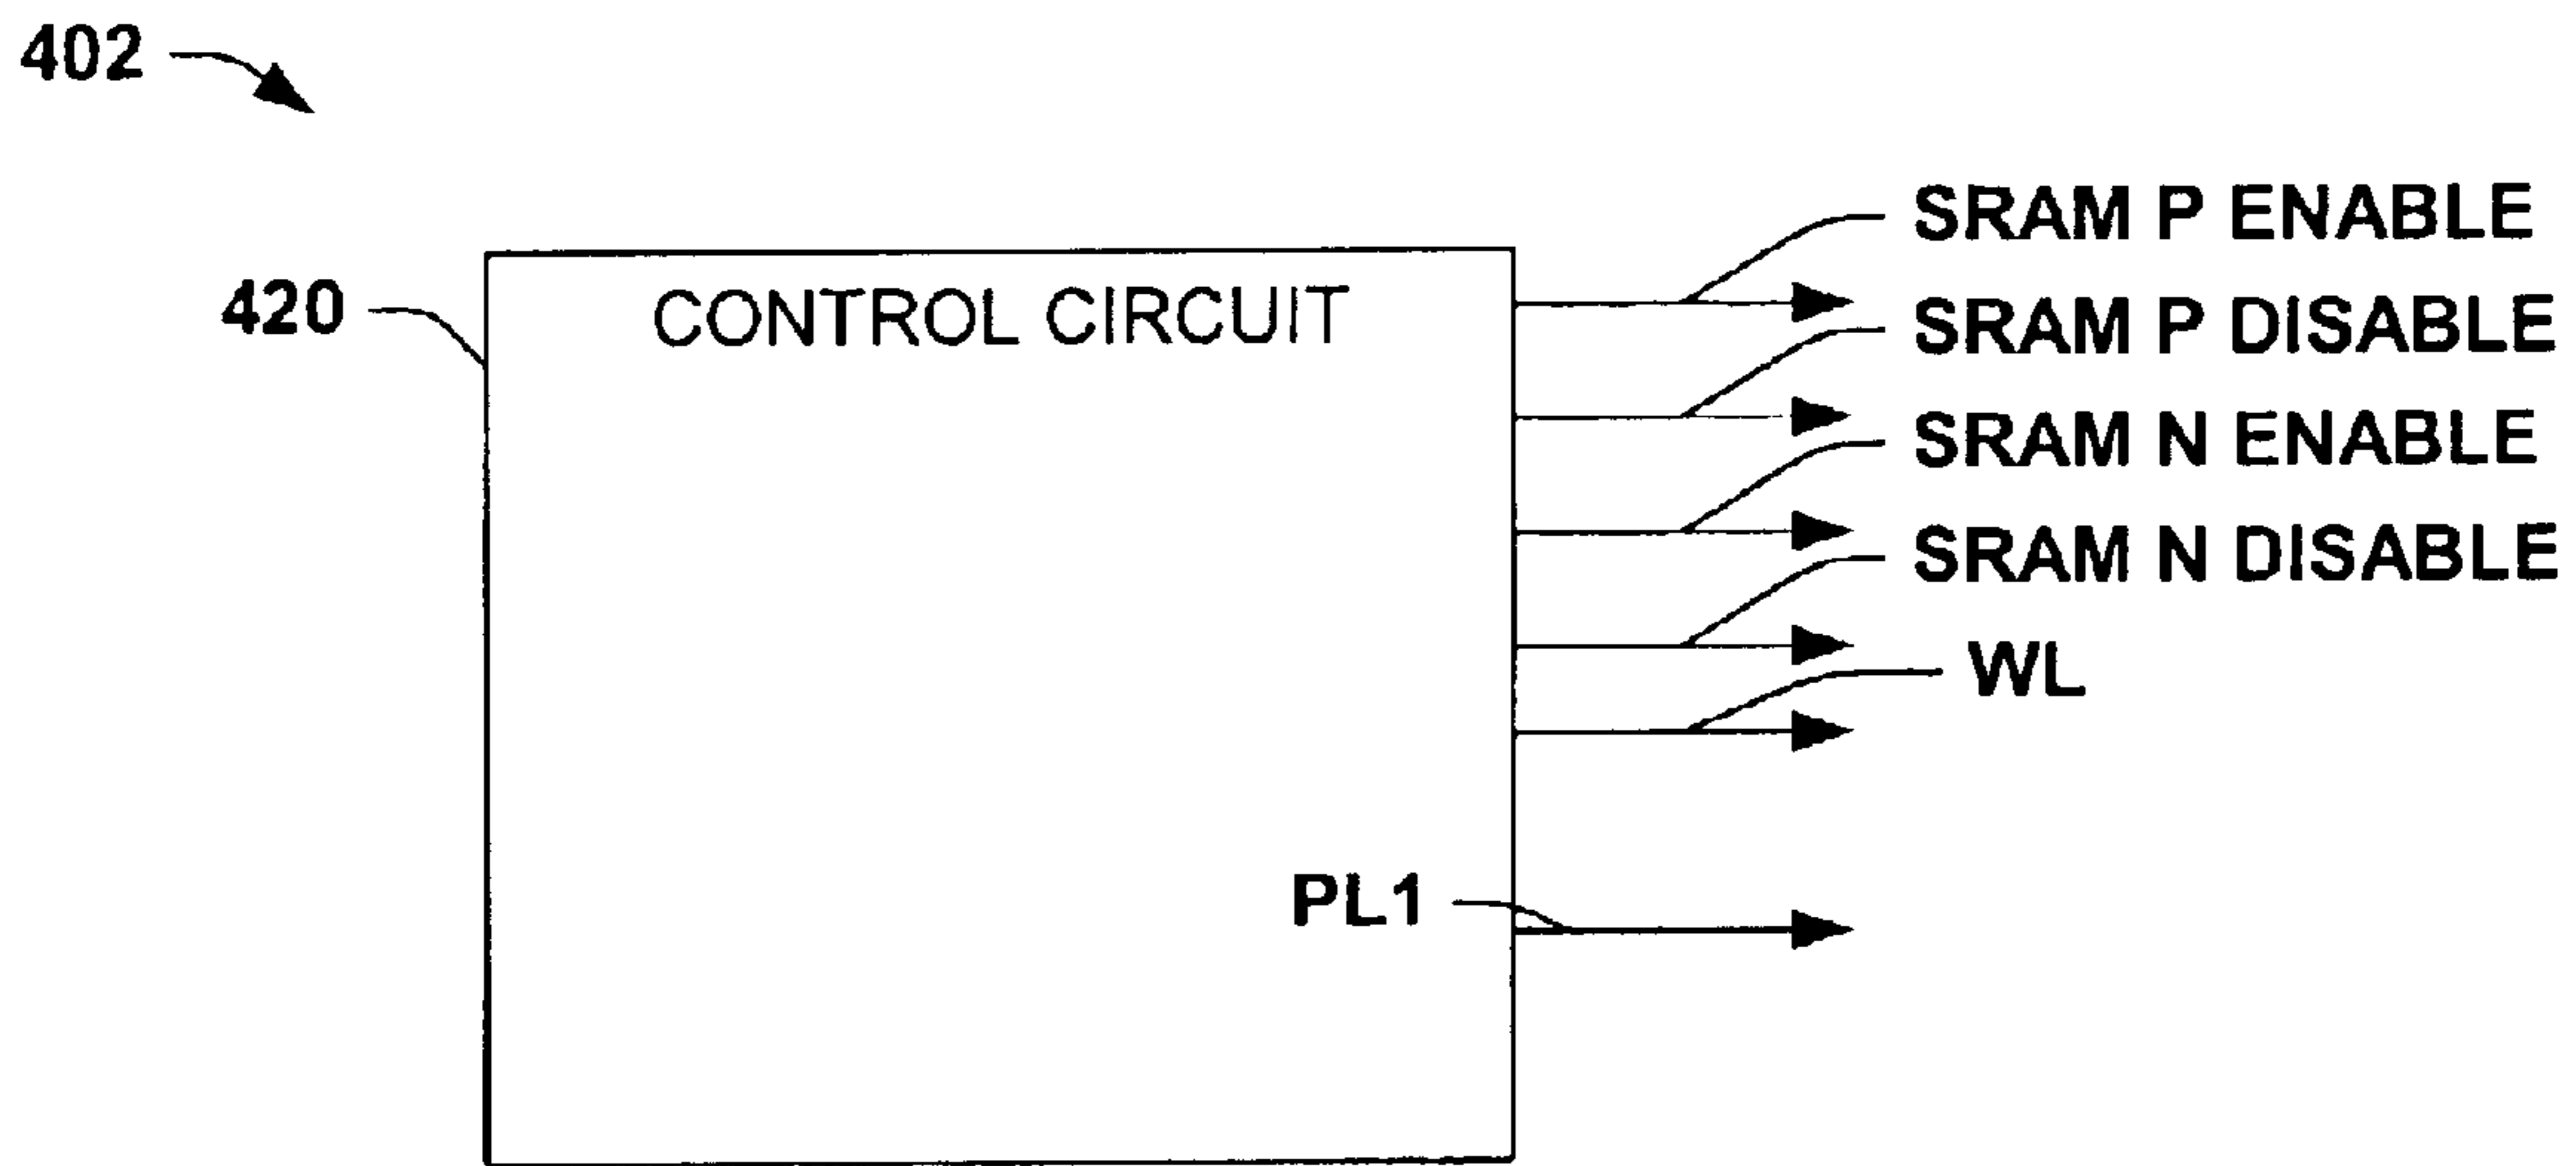 402
SRAM P ENABLE
420
CONTROL CIRCUIT
SRAM P DISABLE
SRAM N ENABLE
SRAM N DISABLE
WL
PL1